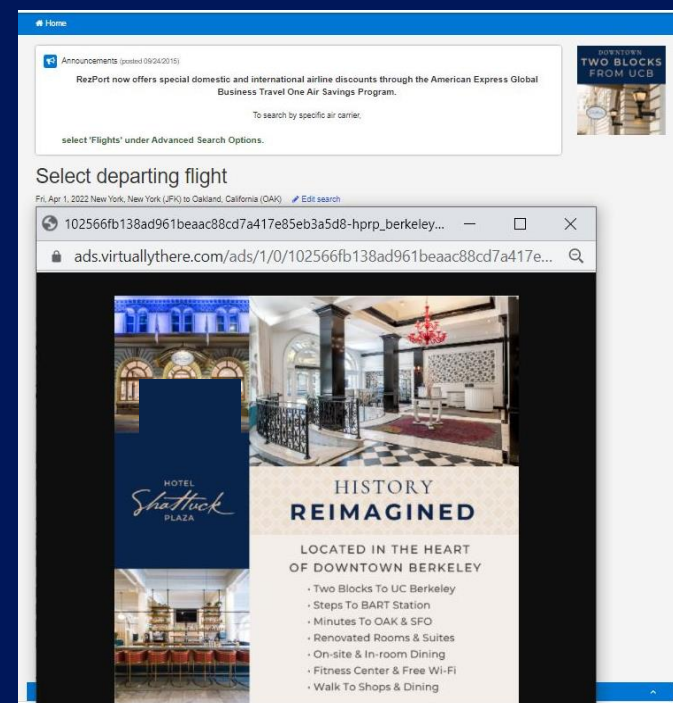 Home
Announcements (posted 09/24/2015)
RezPort now offers special domestic and international airline discounts through the American Express Global
Business Travel One Air Savings Program.
To search by specific air carrier,
select 'Flights' under Advanced Search Options.
DOWNTOWN
TWO BLOCKS
FROM UCB
Select departing flight
Fri, Apr 1, 2022 New York, New York (JFK) to Oakland, California (OAK) Edit search
102566fb138ad961beaac88cd7a417e85eb3a5d8-hprp_berkeley...
ads.virtuallythere.com/ads/1/0/102566fb138ad961beaac88cd7a417e...
HOTEL
Shattuck
PLAZA
HISTORY
REIMAGINED
LOCATED IN THE HEART
OF DOWNTOWN BERKELEY
• Two Blocks To UC Berkeley
• Steps To BART Station
• Minutes To OAK & SFO
• Renovated Rooms & Suites
• On-site & In-room Dining
• Fitness Center & Free Wi-Fi
• Walk To Shops & Dining